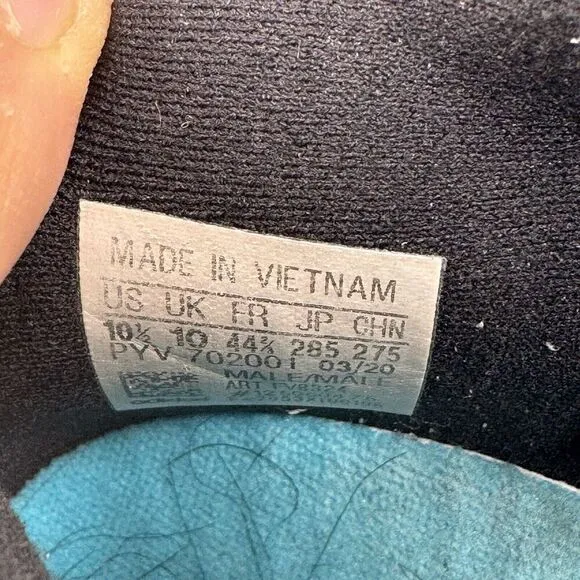 MADE IN VIETNAM
US UK FR JP CHN
10½ 10 44⅔ 285 275
PYV 702001 03/20
MALE/MALE
ART